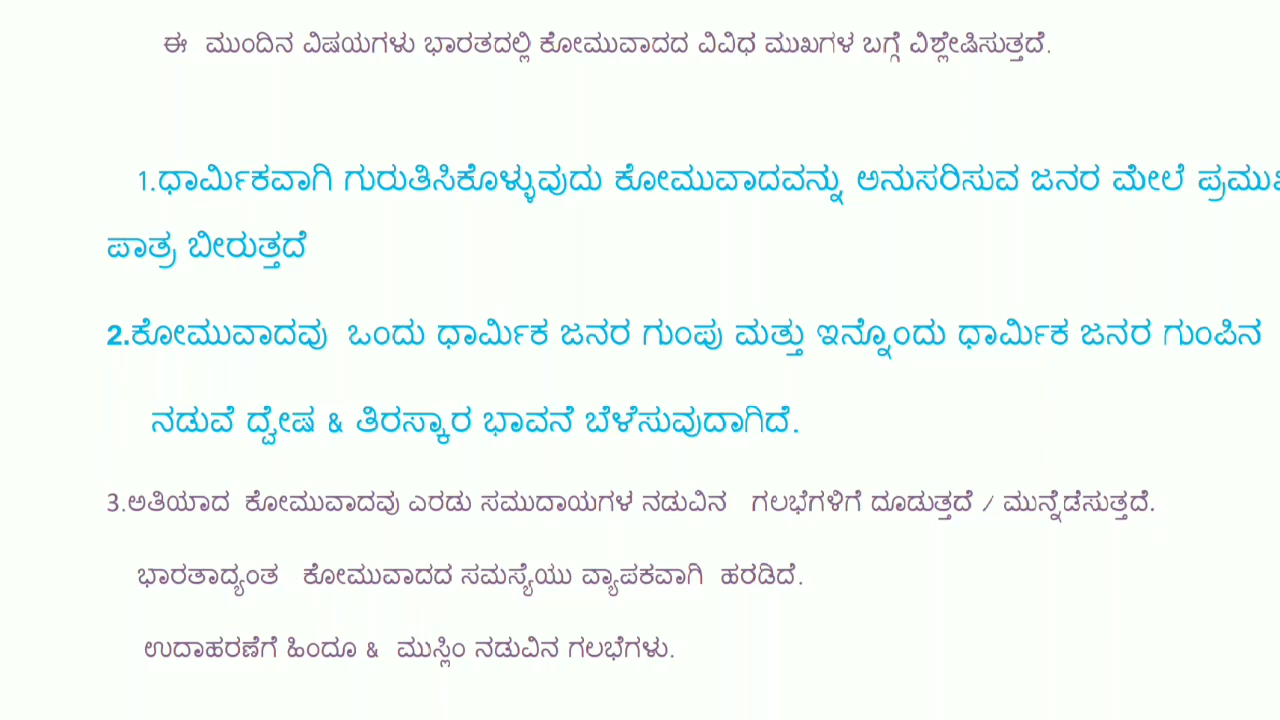 ಈ ಮುಂದಿನ ವಿಷಯಗಳು ಭಾರತದಲ್ಲಿ ಕೋಮುವಾದದ ವಿವಿಧ ಮುಖಗಳ ಬಗ್ಗೆ ವಿಶ್ಲೇಷಿಸುತ್ತದೆ.
1.ಧಾರ್ಮಿಕವಾಗಿ ಗುರುತಿಸಿಕೊಳ್ಳುವುದು ಕೋಮುವಾದವನ್ನು ಅನುಸರಿಸುವ ಜನರ ಮೇಲೆ
ಪಾತ್ರ ಬೀರುತ್ತದೆ
2.ಕೋಮುವಾದವು ಒಂದು ಧಾರ್ಮಿಕ ಜನರ ಗುಂಪು ಮತ್ತು ಇನ್ನೊಂದು ಧಾರ್ಮಿಕ ಜನರ ಗುಂಪಿನ
ನಡುವೆ ದ್ವೇಷ & ತಿರಸ್ಕಾರ ಭಾವನೆ ಬೆಳೆಸುವುದಾಗಿದೆ.
3.ಅತಿಯಾದ ಕೋಮುವಾದವು ಎರಡು ಸಮುದಾಯಗಳ ನಡುವಿನ ಗಲಭೆಗಳಿಗೆ ದೂಡುತ್ತದೆ / ಮುನ್ನೆಡೆಸುತ್ತದೆ.
ಭಾರತಾದ್ಯಂತ ಕೋಮುವಾದದ ಸಮಸ್ಯೆಯು ವ್ಯಾಪಕವಾಗಿ ಹರಡಿದೆ.
ಉದಾಹರಣೆಗೆ ಹಿಂದೂ & ಮುಸ್ಲಿಂ ನಡುವಿನ ಗಲಭೆಗಳು.